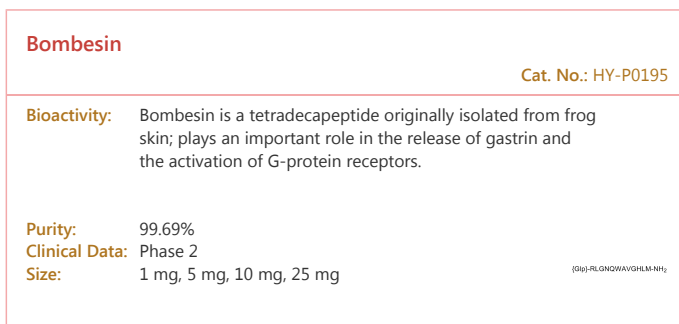 Bombesin
Cat. No.: HY-P0195
Bioactivity: Bombesin is a tetradecapeptide originally isolated from frog
skin; plays an important role in the release of gastrin and
the activation of G-protein receptors.
Purity: 99.69%
Clinical Data: Phase 2
Size: 1 mg, 5 mg, 10 mg, 25 mg
{Glp}-RLGNQWAVGHLM-NH₂